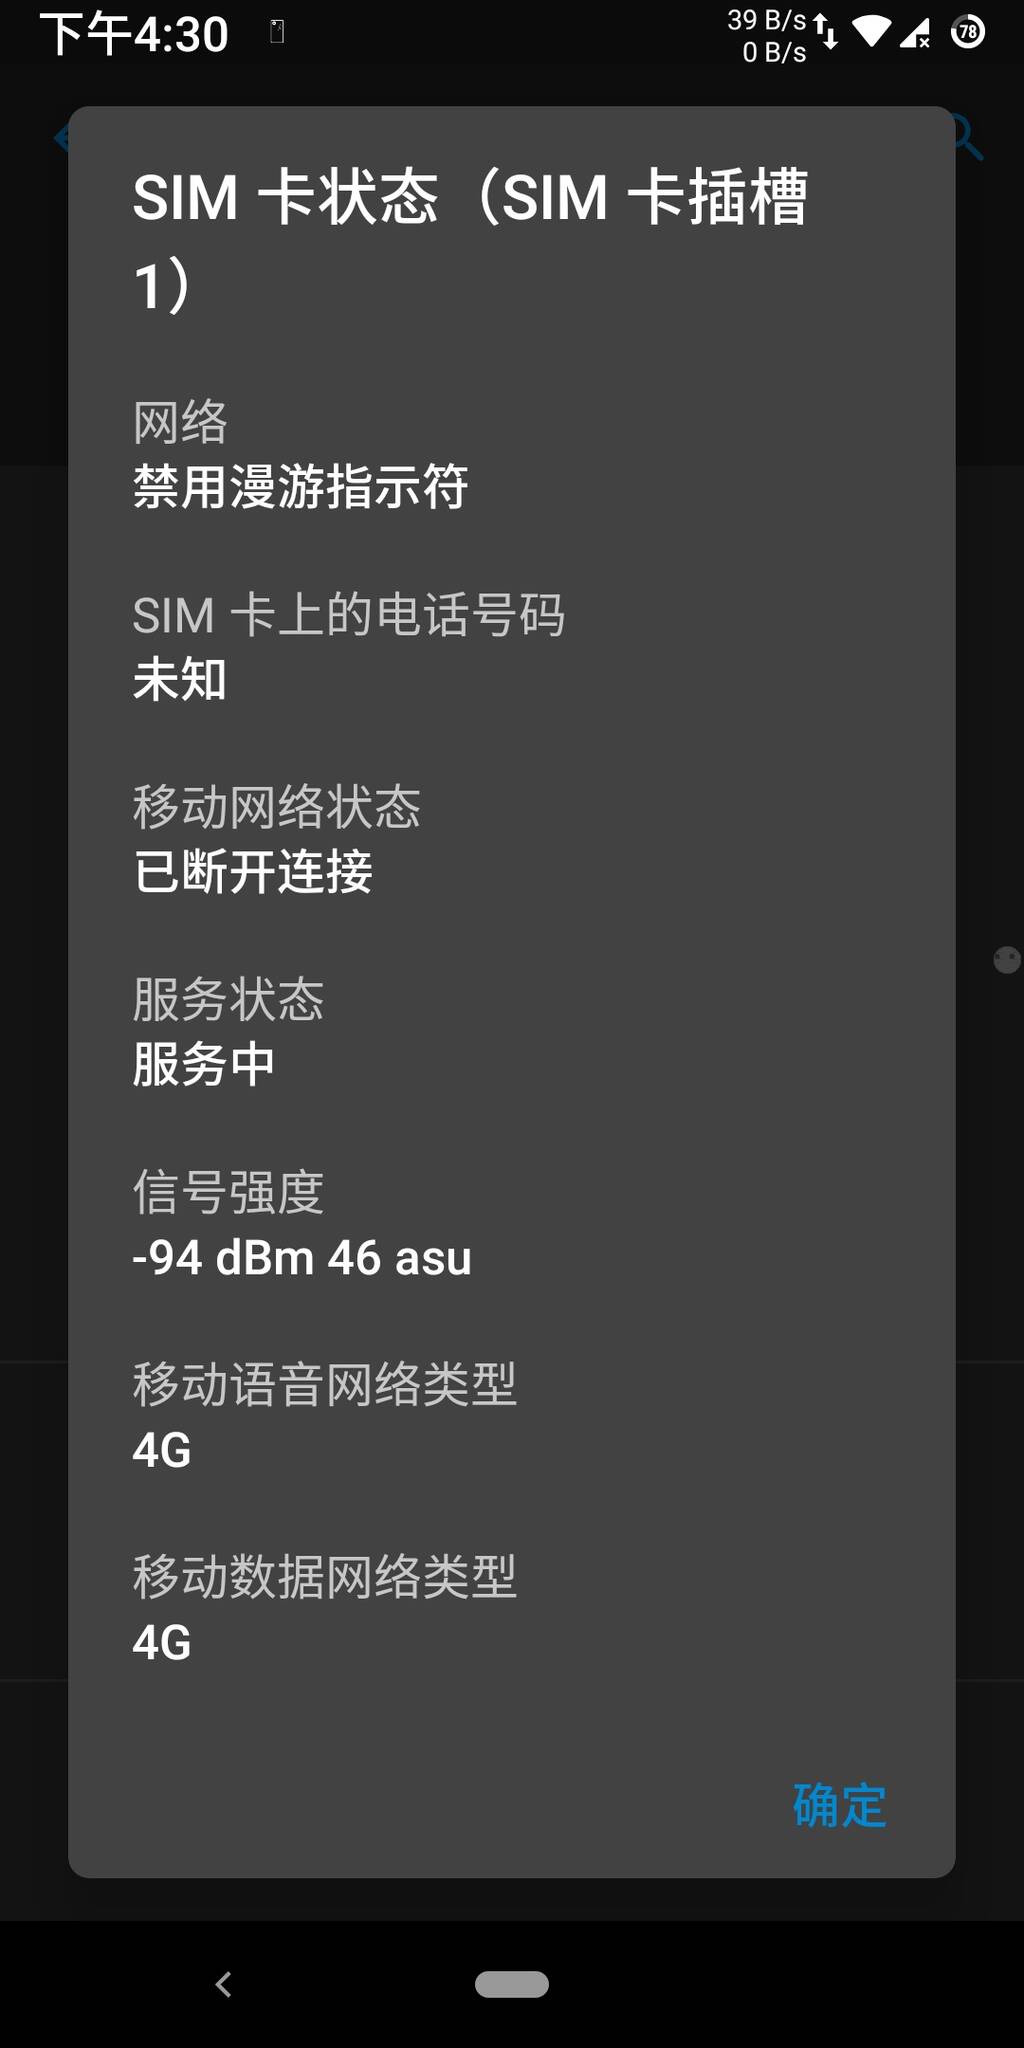 下午4:30
39 B/s
0 B/s
78
SIM 卡状态（SIM 卡插槽
1）
网络
禁用漫游指示符
SIM 卡上的电话号码
未知
移动网络状态
已断开连接
服务状态
服务中
信号强度
-94 dBm 46 asu
移动语音网络类型
4G
移动数据网络类型
4G
确定